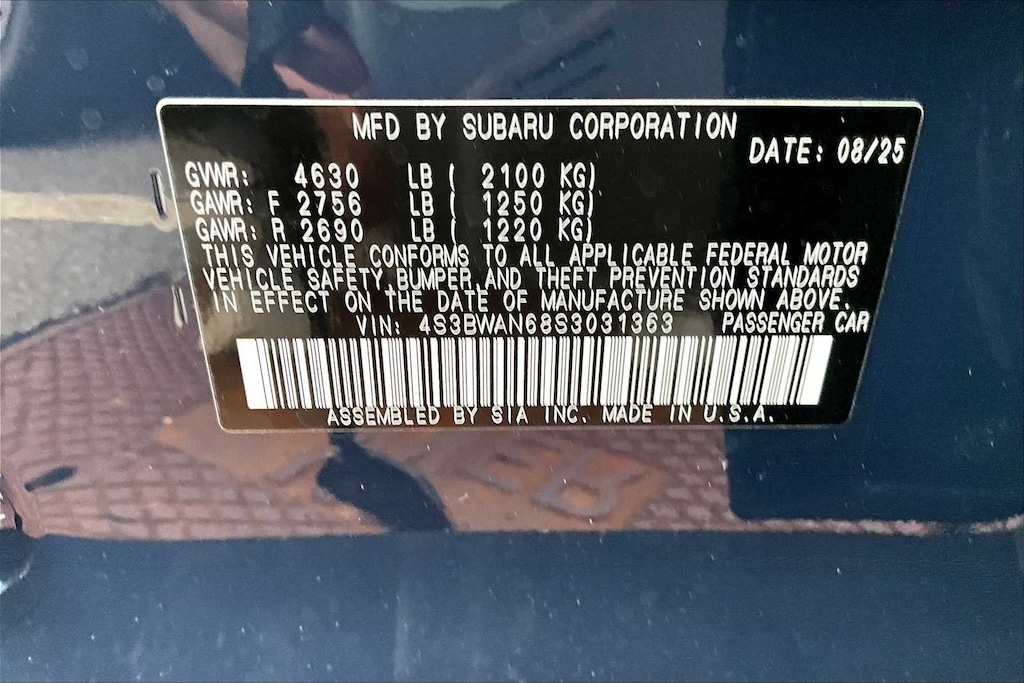 MFD BY SUBARU CORPORATION
DATE: 08/25
GVWR: 4630 LB ( 2100 KG)
GAWR: F 2756 LB ( 1250 KG)
GAWR: R 2690 LB ( 1220 KG)
THIS VEHICLE CONFORMS TO ALL APPLICABLE FEDERAL MOTOR
VEHICLE SAFETY,BUMPER,AND THEFT PREVENTION STANDARDS
IN EFFECT ON THE DATE OF MANUFACTURE SHOWN ABOVE.
VIN: 4S3BWAN68S3031363 PASSENGER CAR
ASSEMBLED BY SIA INC. MADE IN U.S.A.